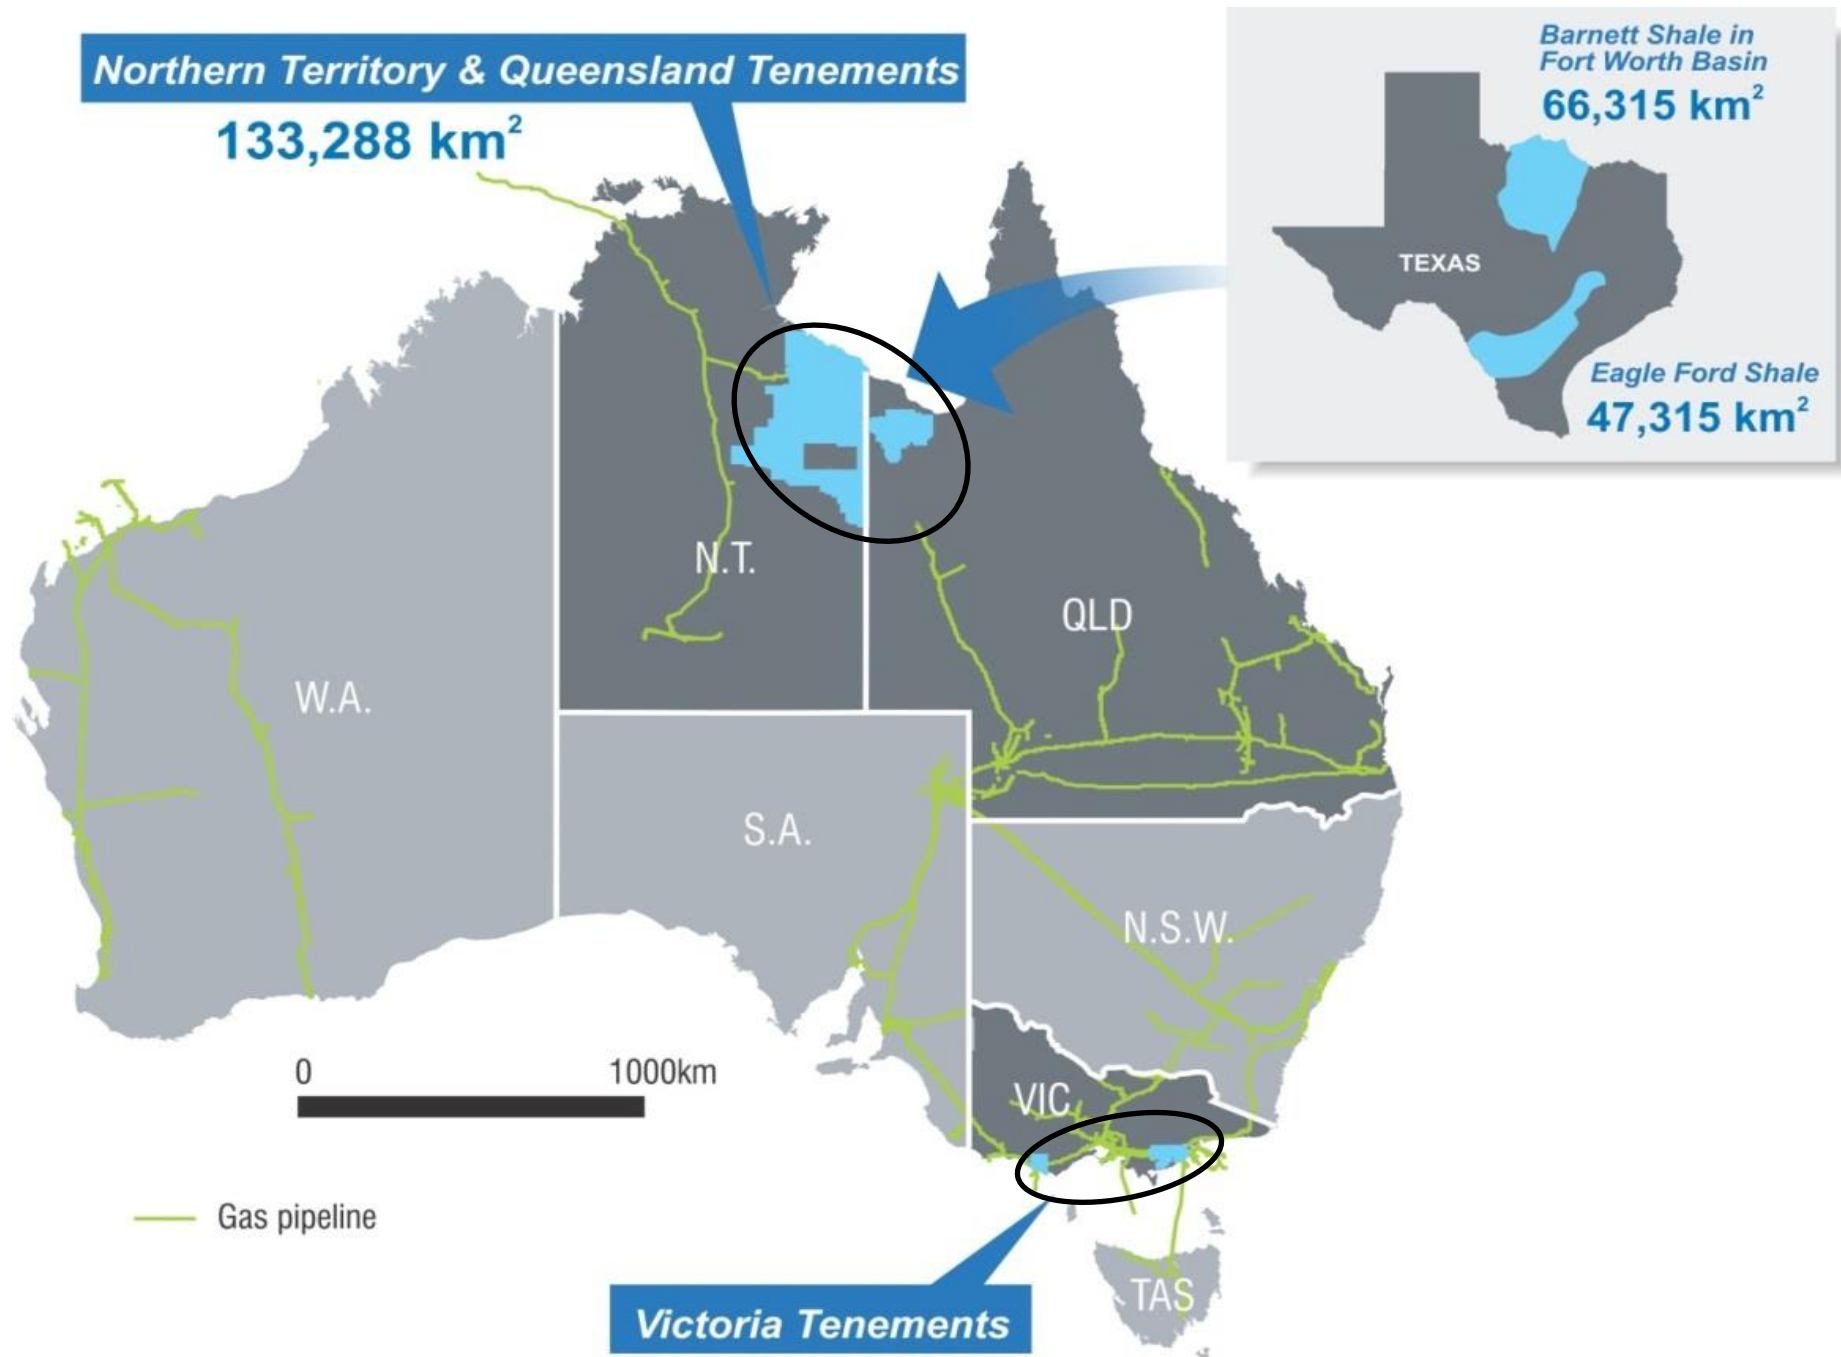 Northern Territory & Queensland Tenements
133,288 km²
Barnett Shale in
Fort Worth Basin
66,315 km²
TEXAS
Eagle Ford Shale
47,315 km²
N.T.
QLD
W.A.
S.A.
N.S.W.
VIC
TAS
0 1000km
Gas pipeline
Victoria Tenements